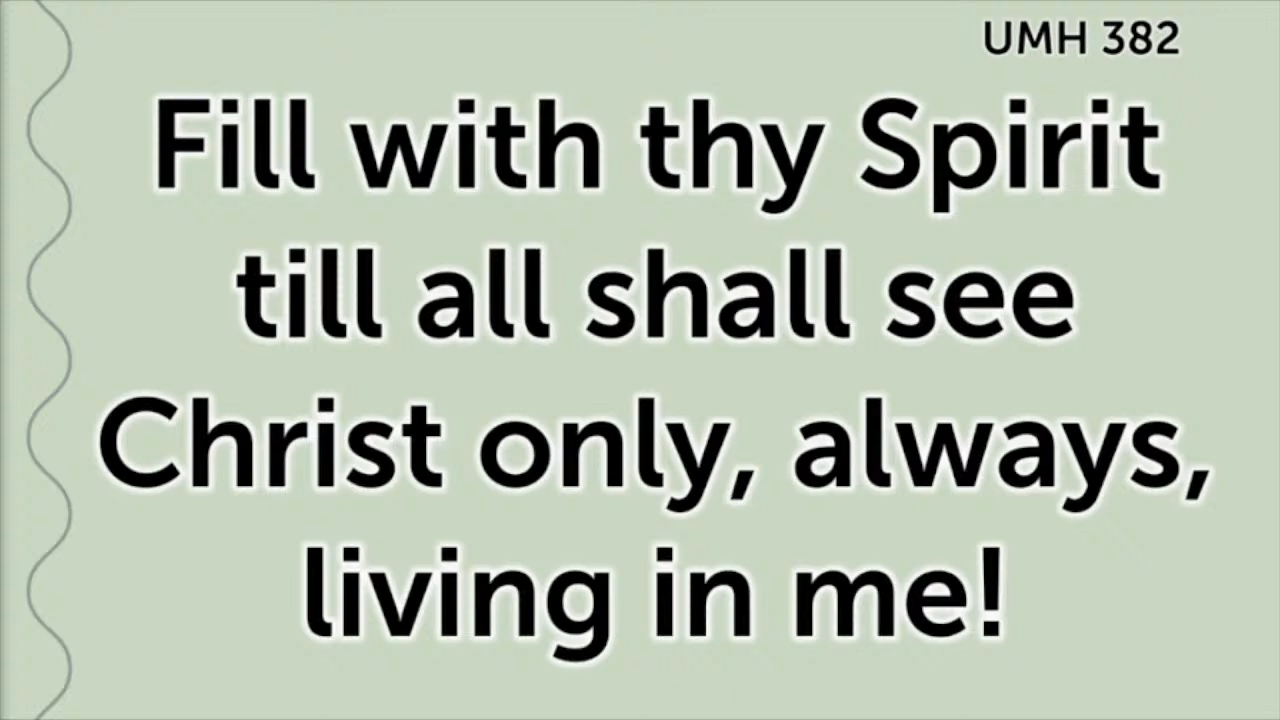 UMH 382
Fill with thy Spirit
till all shall see
Christ only, always,
living in me!